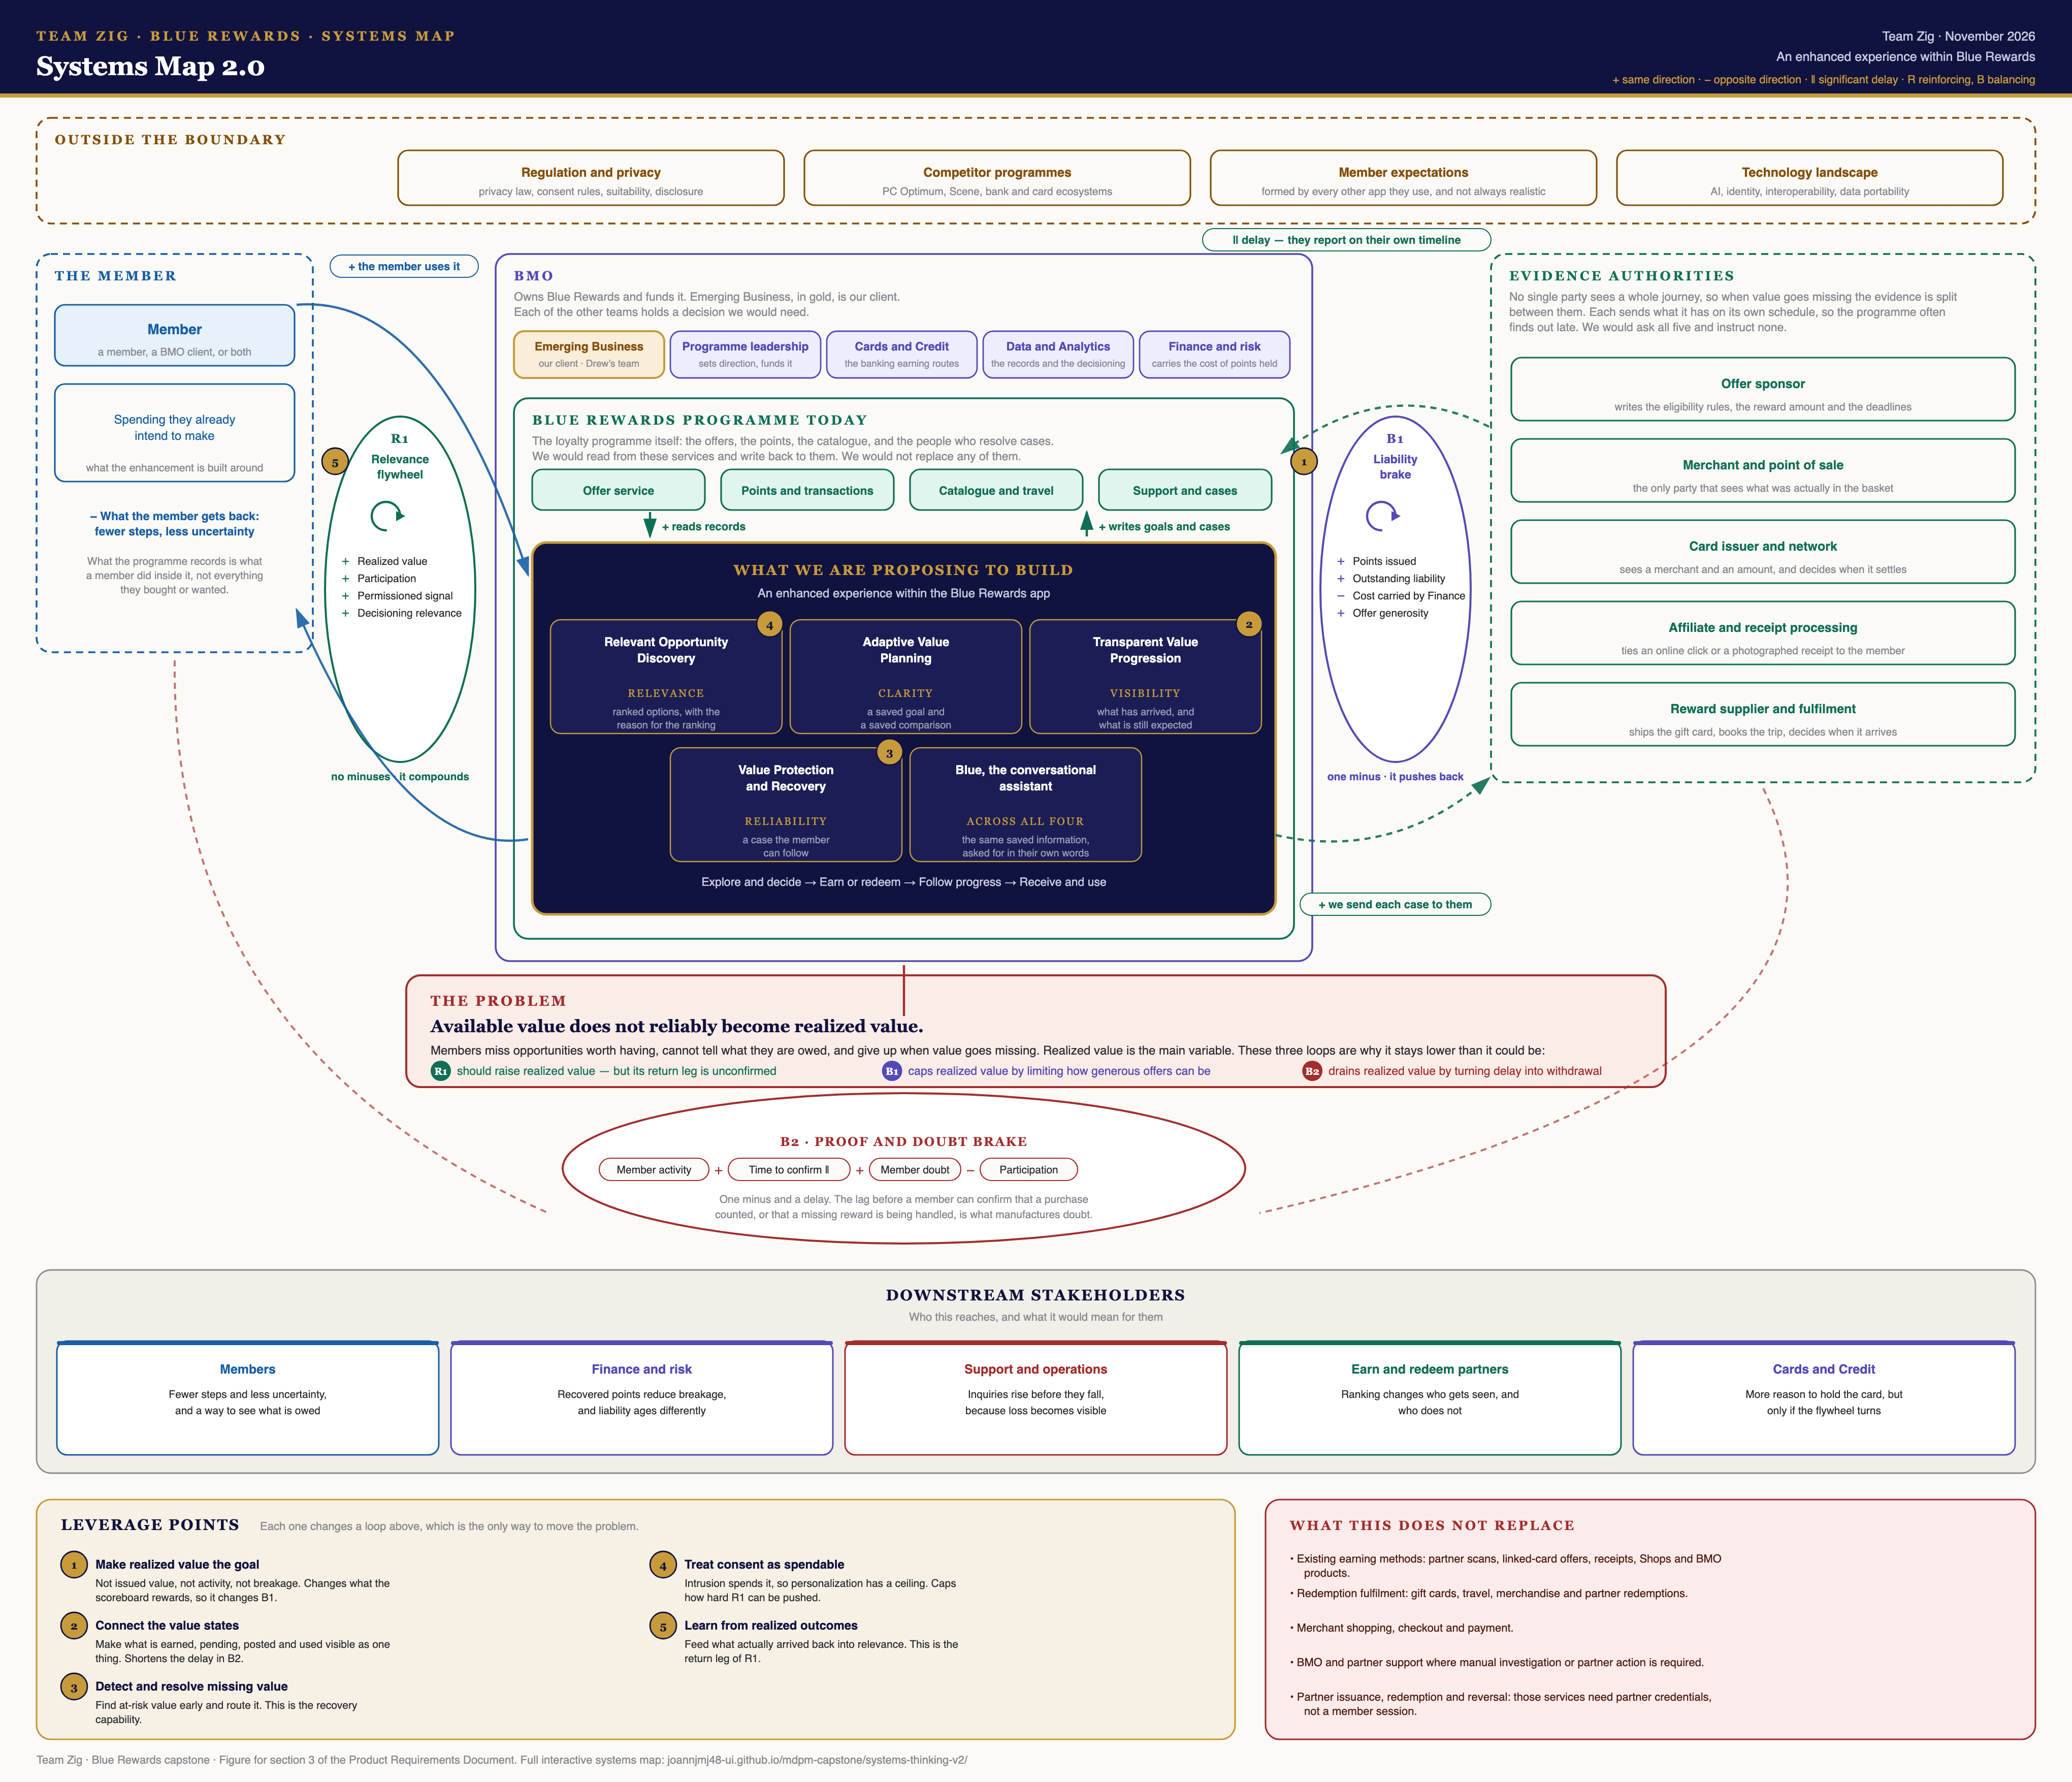 TEAM ZIG · BLUE REWARDS · SYSTEMS MAP
Systems Map 2.0
Team Zig · November 2026
An enhanced experience within Blue Rewards
+ same direction · – opposite direction · ‖ significant delay · R reinforcing, B balancing
OUTSIDE THE BOUNDARY
Regulation and privacy
privacy law, consent rules, suitability, disclosure
Competitor programmes
PC Optimum, Scene, bank and card ecosystems
Member expectations
formed by every other app they use, and not always realistic
Technology landscape
AI, identity, interoperability, data portability
‖ delay — they report on their own timeline
THE MEMBER
+ the member uses it
Member
a member, a BMO client, or both
Spending they already
intend to make
what the enhancement is built around
– What the member gets back:
fewer steps, less uncertainty
What the programme records is what
a member did inside it, not everything
they bought or wanted.
5
R1
Relevance
flywheel
+ Realized value
+ Participation
+ Permissioned signal
+ Decisioning relevance
no minuses · it compounds
BMO
Owns Blue Rewards and funds it. Emerging Business, in gold, is our client.
Each of the other teams holds a decision we would need.
Emerging Business
our client · Drew's team
Programme leadership
sets direction, funds it
Cards and Credit
the banking earning routes
Data and Analytics
the records and the decisioning
Finance and risk
carries the cost of points held
BLUE REWARDS PROGRAMME TODAY
The loyalty programme itself: the offers, the points, the catalogue, and the people who resolve cases.
We would read from these services and write back to them. We would not replace any of them.
Offer service
Points and transactions
Catalogue and travel
Support and cases
+ reads records
+ writes goals and cases
WHAT WE ARE PROPOSING TO BUILD
An enhanced experience within the Blue Rewards app
4
Relevant Opportunity
Discovery
RELEVANCE
ranked options, with the
reason for the ranking
Adaptive Value
Planning
CLARITY
a saved goal and
a saved comparison
2
Transparent Value
Progression
VISIBILITY
what has arrived, and
what is still expected
3
Value Protection
and Recovery
RELIABILITY
a case the member
can follow
Blue, the conversational
assistant
ACROSS ALL FOUR
the same saved information,
asked for in their own words
Explore and decide → Earn or redeem → Follow progress → Receive and use
1
B1
Liability
brake
+ Points issued
+ Outstanding liability
– Cost carried by Finance
+ Offer generosity
one minus · it pushes back
EVIDENCE AUTHORITIES
No single party sees a whole journey, so when value goes missing the evidence is split
between them. Each sends what it has on its own schedule, so the programme often
finds out late. We would ask all five and instruct none.
Offer sponsor
writes the eligibility rules, the reward amount and the deadlines
Merchant and point of sale
the only party that sees what was actually in the basket
Card issuer and network
sees a merchant and an amount, and decides when it settles
Affiliate and receipt processing
ties an online click or a photographed receipt to the member
Reward supplier and fulfilment
ships the gift card, books the trip, decides when it arrives
+ we send each case to them
THE PROBLEM
Available value does not reliably become realized value.
Members miss opportunities worth having, cannot tell what they are owed, and give up when value goes missing. Realized value is the main variable. These three loops are why it stays lower than it could be:
R1 should raise realized value — but its return leg is unconfirmed
B1 caps realized value by limiting how generous offers can be
B2 drains realized value by turning delay into withdrawal
B2 · PROOF AND DOUBT BRAKE
Member activity + Time to confirm ‖ + Member doubt – Participation
One minus and a delay. The lag before a member can confirm that a purchase
counted, or that a missing reward is being handled, is what manufactures doubt.
DOWNSTREAM STAKEHOLDERS
Who this reaches, and what it would mean for them
Members
Fewer steps and less uncertainty,
and a way to see what is owed
Finance and risk
Recovered points reduce breakage,
and liability ages differently
Support and operations
Inquiries rise before they fall,
because loss becomes visible
Earn and redeem partners
Ranking changes who gets seen, and
who does not
Cards and Credit
More reason to hold the card, but
only if the flywheel turns
LEVERAGE POINTS
Each one changes a loop above, which is the only way to move the problem.
1 Make realized value the goal
Not issued value, not activity, not breakage. Changes what the
scoreboard rewards, so it changes B1.
2 Connect the value states
Make what is earned, pending, posted and used visible as one
thing. Shortens the delay in B2.
3 Detect and resolve missing value
Find at-risk value early and route it. This is the recovery
capability.
4 Treat consent as spendable
Intrusion spends it, so personalization has a ceiling. Caps
how hard R1 can be pushed.
5 Learn from realized outcomes
Feed what actually arrived back into relevance. This is the
return leg of R1.
WHAT THIS DOES NOT REPLACE
• Existing earning methods: partner scans, linked-card offers, receipts, Shops and BMO
products.
• Redemption fulfilment: gift cards, travel, merchandise and partner redemptions.
• Merchant shopping, checkout and payment.
• BMO and partner support where manual investigation or partner action is required.
• Partner issuance, redemption and reversal: those services need partner credentials,
not a member session.
Team Zig · Blue Rewards capstone · Figure for section 3 of the Product Requirements Document. Full interactive systems map: joannjmj48-ui.github.io/mdpm-capstone/systems-thinking-v2/